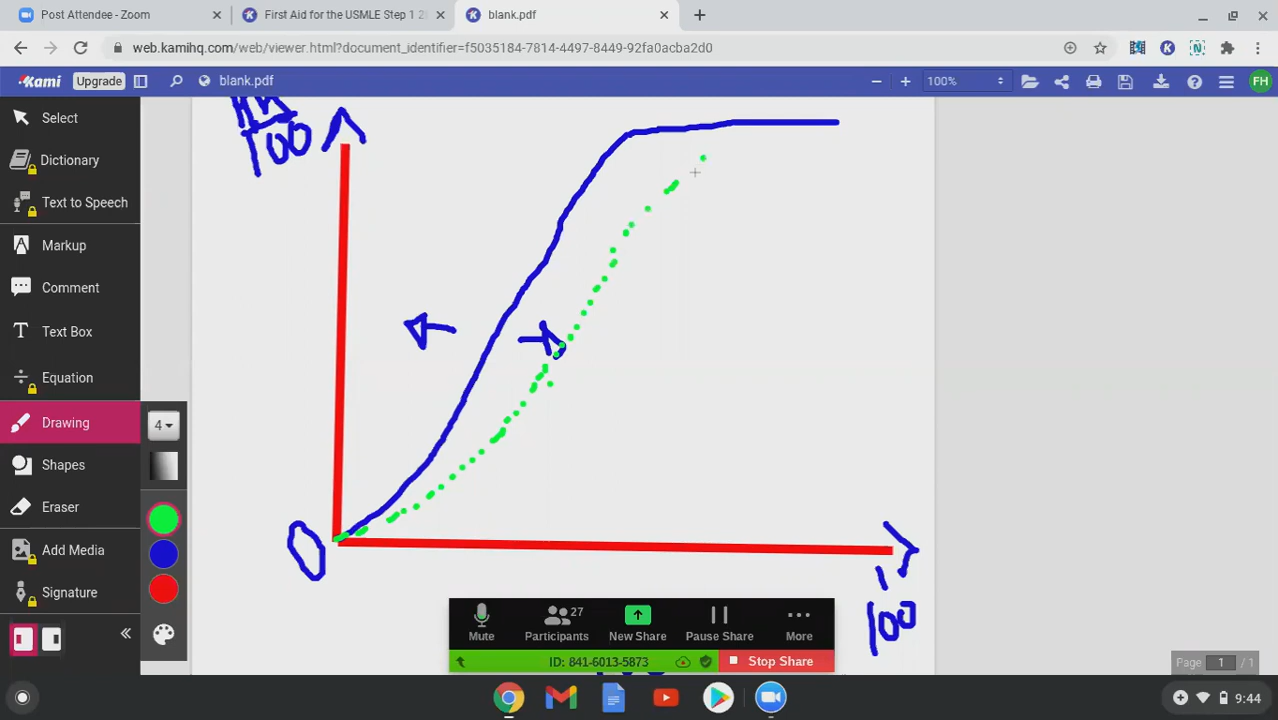 Post Attendee - Zoom
First Aid for the USMLE Step 1 2
blank.pdf
web.kamihq.com/web/viewer.html?document_identifier=f5035184-7814-4497-8449-92fa0acba2d0
Kami
Upgrade
blank.pdf
100%
FH
Select
Dictionary
Text to Speech
Markup
Comment
Text Box
Equation
Drawing
4
Shapes
Eraser
Add Media
Signature
100
0
100
Mute
27
Participants
New Share
Pause Share
More
ID: 841-6013-5873
Stop Share
Page 1 / 1
9:44